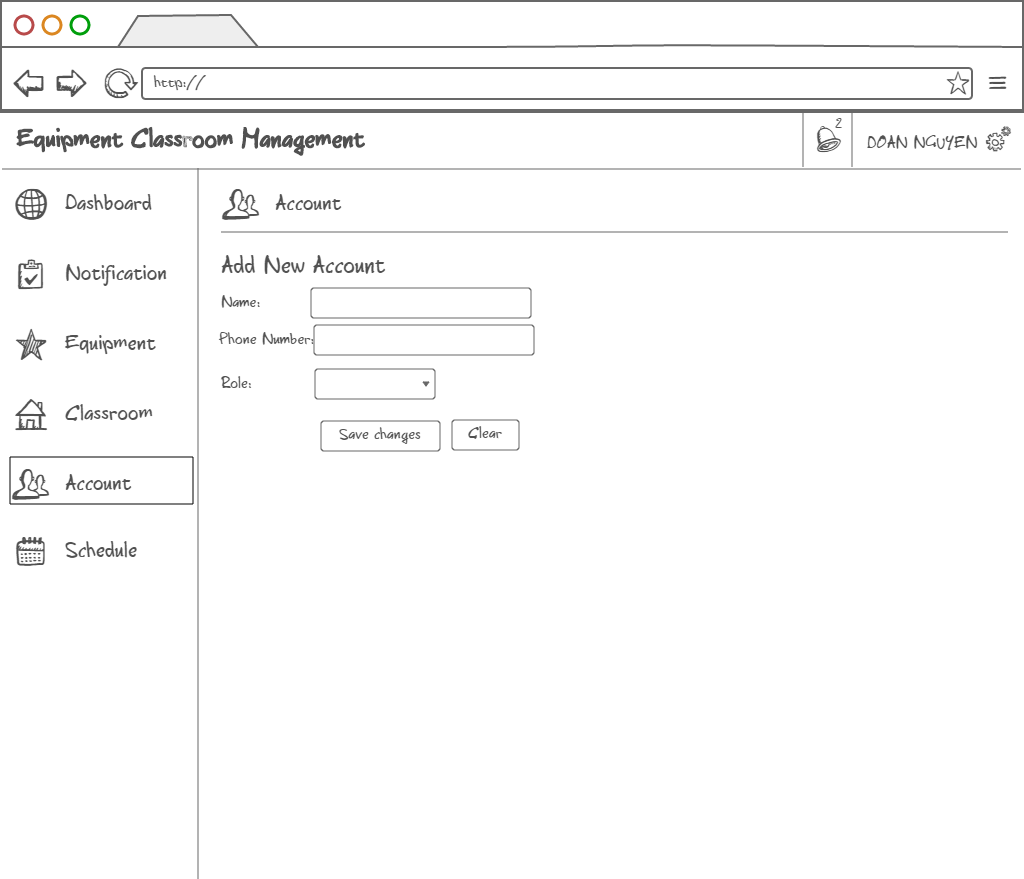 http://
Equipment Classroom Management
2
DOAN NGUYEN
Dashboard
Notification
Equipment
Classroom
Account
Schedule
Account
Add New Account
Name:
Phone Number:
Role:
Save changes
Clear